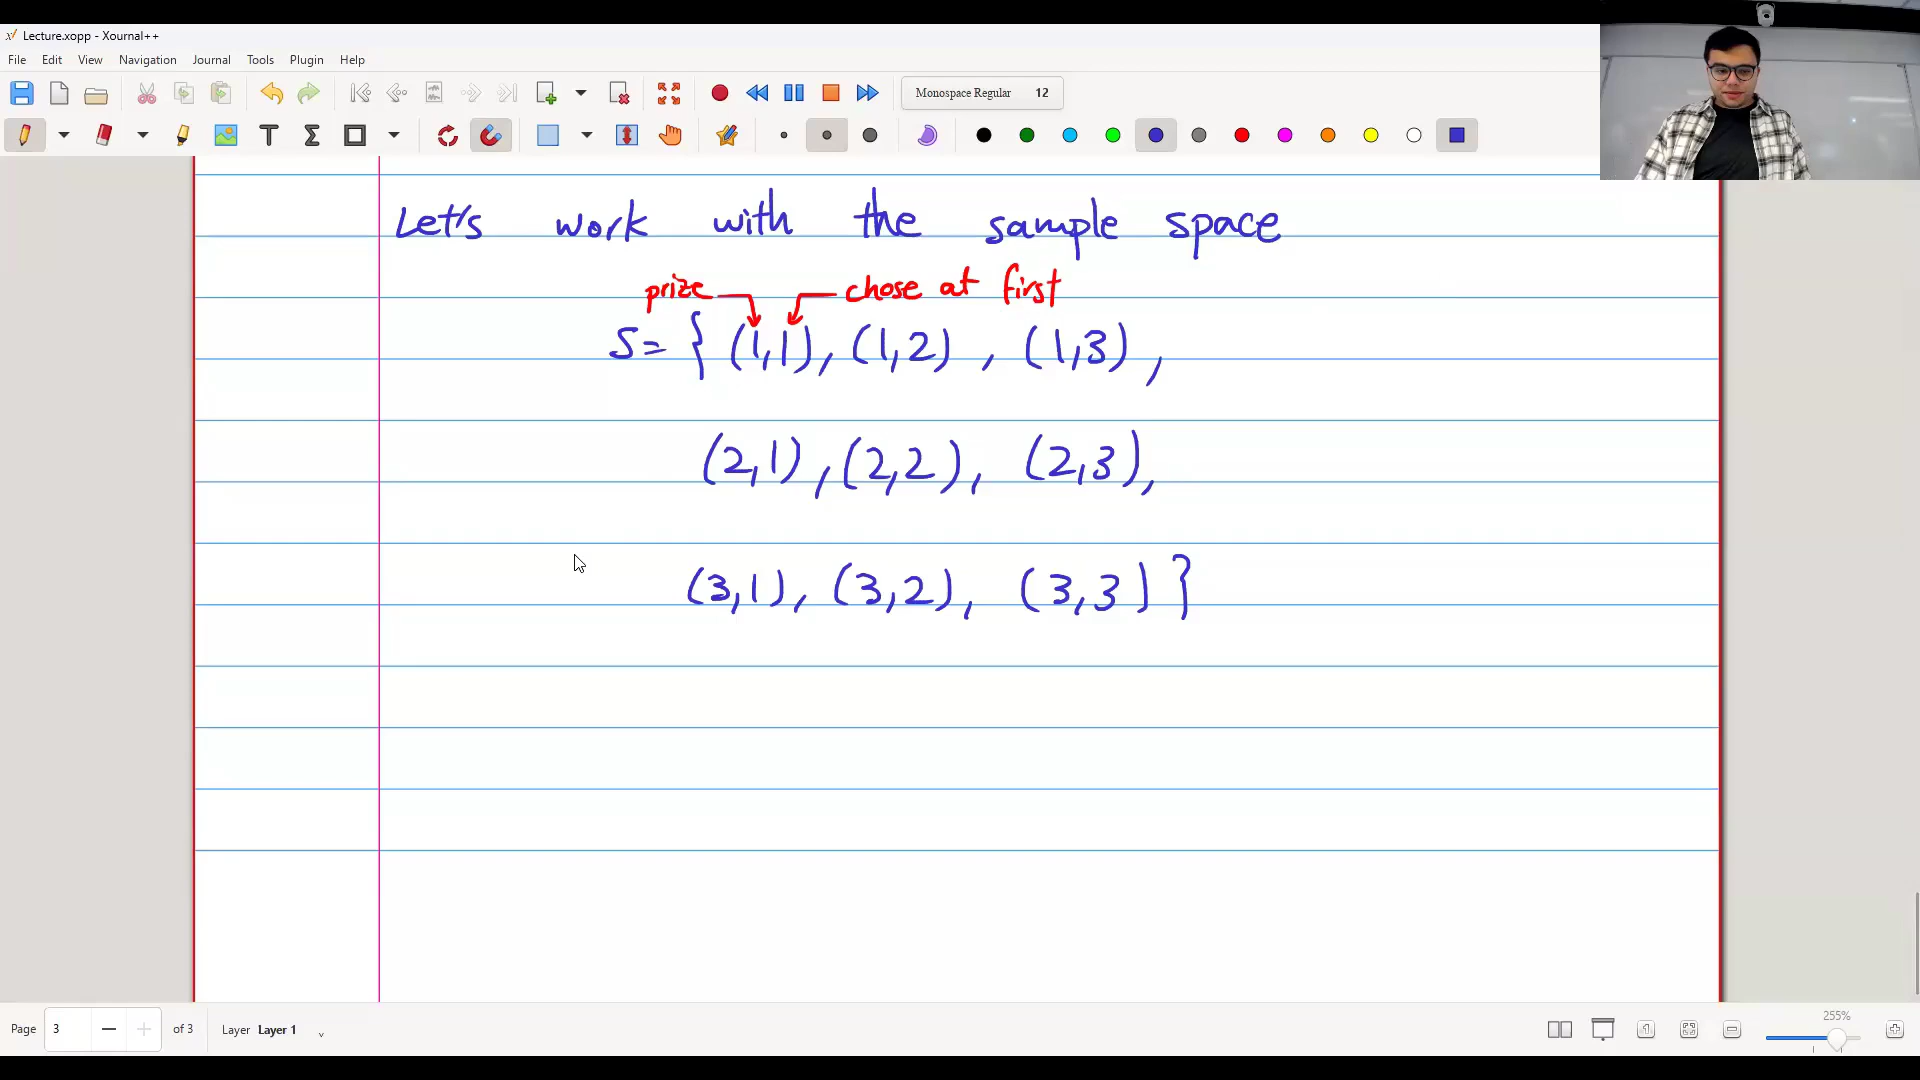 Lecture.xopp - Xournal++
File Edit View Navigation Journal Tools Plugin Help
Monospace Regular 12
Let's work with the sample space
prize chose at first
S = { (1,1), (1,2) , (1,3) ,
(2,1) , (2,2) , (2,3) ,
(3,1) , (3,2) , (3,3) }
Page 3 of 3 Layer Layer 1 255%